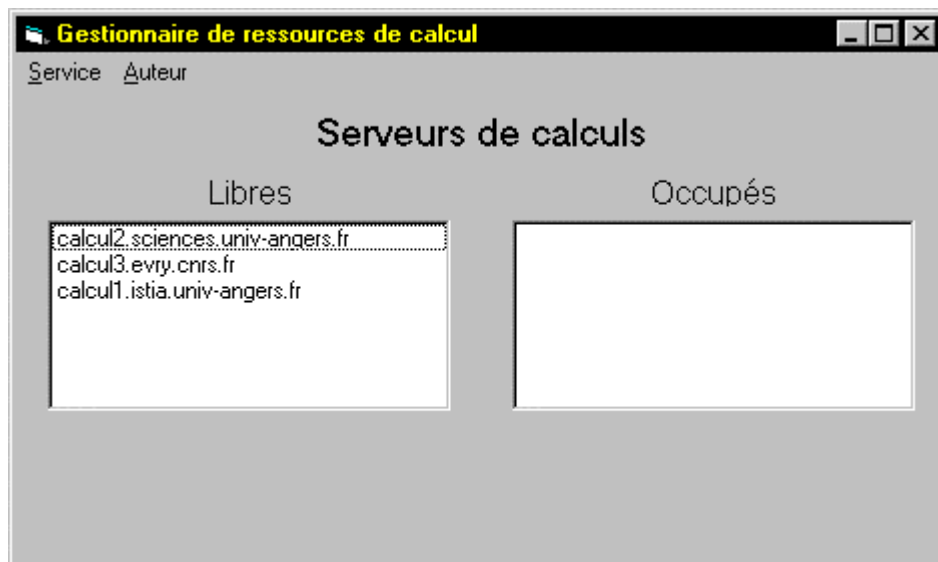 Gestionnaire de ressources de calcul
Service Auteur
Serveurs de calculs
Libres
Occupés
calcul2.sciences.univ-angers.fr
calcul3.evry.cnrs.fr
calcul1.istia.univ-angers.fr